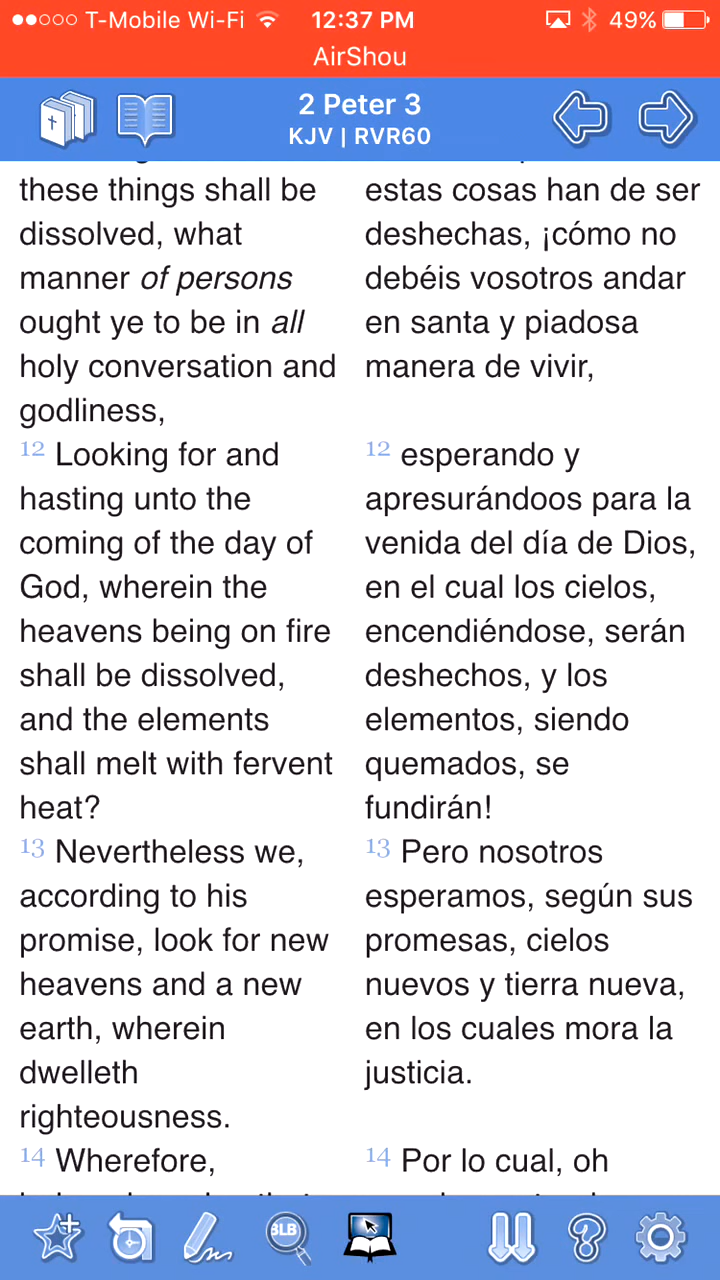 T-Mobile Wi-Fi 12:37 PM 49%
AirShou
2 Peter 3
KJV | RVR60
these things shall be
dissolved, what
manner of persons
ought ye to be in all
holy conversation and
godliness,
12 Looking for and
hasting unto the
coming of the day of
God, wherein the
heavens being on fire
shall be dissolved,
and the elements
shall melt with fervent
heat?
13 Nevertheless we,
according to his
promise, look for new
heavens and a new
earth, wherein
dwelleth
righteousness.
14 Wherefore,
estas cosas han de ser
deshechas, ¡cómo no
debéis vosotros andar
en santa y piadosa
manera de vivir,
12 esperando y
apresurándoos para la
venida del día de Dios,
en el cual los cielos,
encendiéndose, serán
deshechos, y los
elementos, siendo
quemados, se
fundirán!
13 Pero nosotros
esperamos, según sus
promesas, cielos
nuevos y tierra nueva,
en los cuales mora la
justicia.
14 Por lo cual, oh
BLB